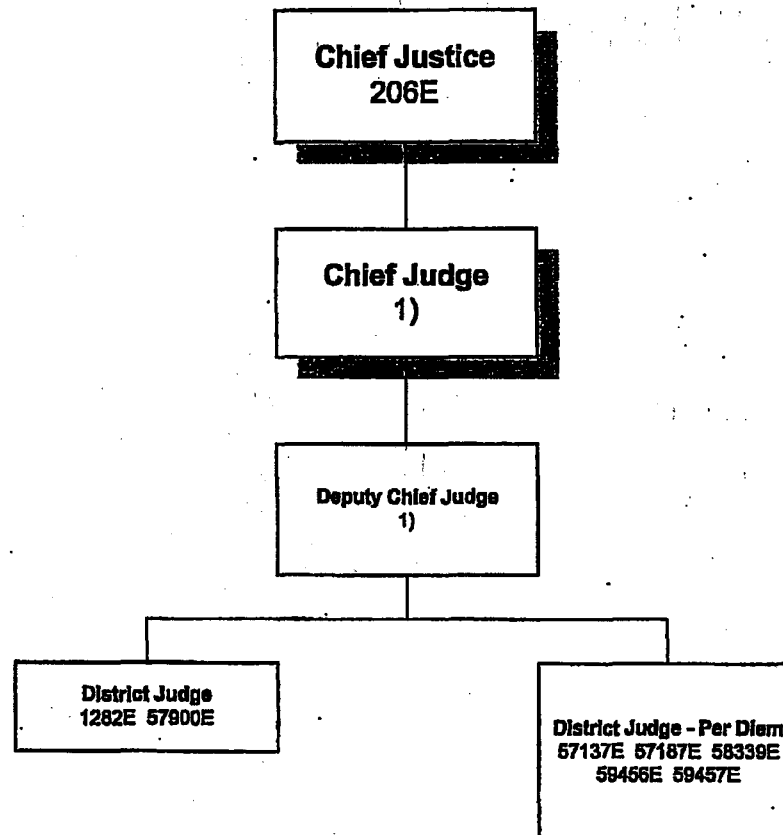 Chief Justice
206E
Chief Judge
1)
Deputy Chief Judge
1)
District Judge
1282E 57900E
District Judge - Per Diem
57137E 57187E 58339E
59456E 59457E